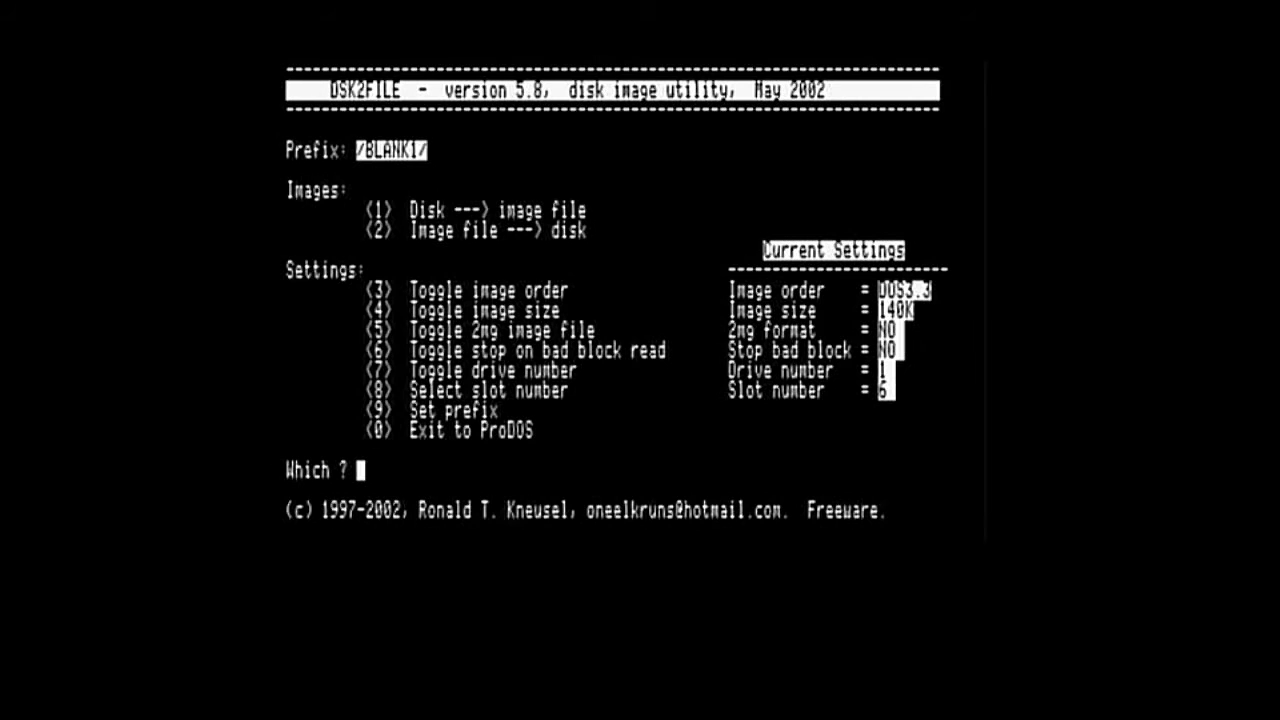 DSK2FILE - version 5.8, disk image utility, May 2002
Prefix: /BLANK1/
Images:
<1> Disk ---> image file
<2> Image file ---> disk
Current Settings
Settings:
<3> Toggle image order Image order = DOS3.3
<4> Toggle image size Image size = 140K
<5> Toggle 2mg image file 2mg format = NO
<6> Toggle stop on bad block read Stop bad block = NO
<7> Toggle drive number Drive number = 1
<8> Select slot number Slot number = 6
<9> Set prefix
<0> Exit to ProDOS
Which ?
(c) 1997-2002, Ronald T. Kneusel, oneelkruns@hotmail.com. Freeware.